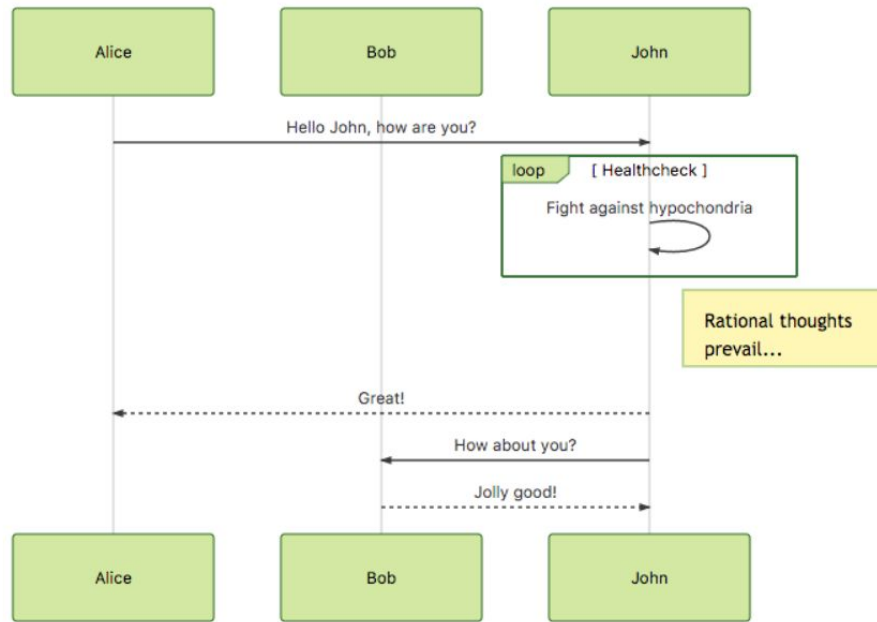 Alice
Bob
John
Hello John, how are you?
loop
[ Healthcheck ]
Fight against hypochondria
Rational thoughts
prevail...
Great!
How about you?
Jolly good!
Alice
Bob
John